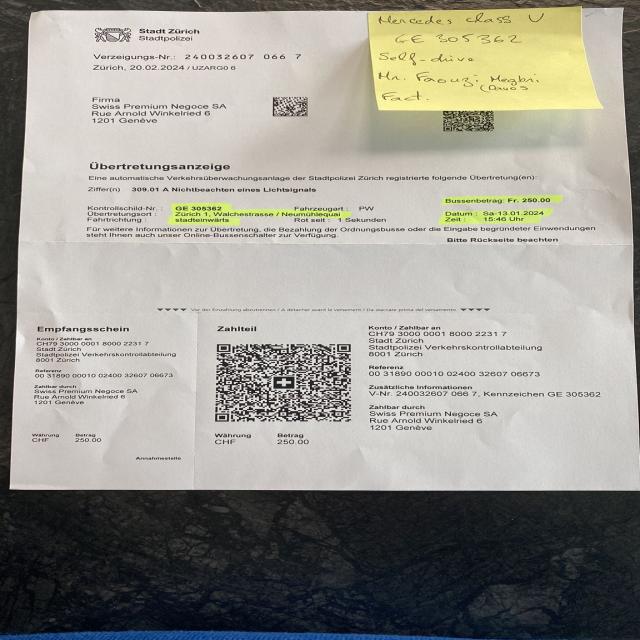 Stadt Zürich
Stadtpolizei
Mercedes class V
GE 305362
Self-drive
Mr. Faouzi
(Davos
Fact.
Verzeigungs-Nr.: 240032607 066 7
Zürich, 20.02.2024 / UZARG0 6
Firma
Swiss Premium Negoce SA
Rue Arnold Winkelried 6
1201 Genève
Übertretungsanzeige
Eine automatische Verkehrsüberwachungsanlage der Stadtpolizei Zürich registrierte folgende Übertretung(en):
Ziffer(n) 309.01 A Nichtbeachten eines Lichtsignals
Bussenbetrag: Fr. 250.00
Kontrollschild-Nr. : GE 305362 Fahrzeugart : PW
Übertretungsort : Zürich 1, Walchestrasse / Neumühlequai Datum : Sa-13.01.2024
Fahrtrichtung : stadteinwärts Rot seit : 1 Sekunden Zeit : 15:46 Uhr
Für weitere Informationen zur Übertretung, die Bezahlung der Ordnungsbusse oder die Eingabe begründeter Einwendungen
steht Ihnen auch unser Online-Bussenschalter zur Verfügung.
Bitte Rückseite beachten
Vor der Einzahlung abzutrennen / A détacher avant le versement / Da staccare prima del versamento
Empfangsschein
Konto / Zahlbar an
CH79 3000 0001 8000 2231 7
Stadt Zürich
Stadtpolizei Verkehrskontrollabteilung
8001 Zürich
Referenz
00 31890 00010 02400 32607 06673
Zahlbar durch
Swiss Premium Negoce SA
Rue Arnold Winkelried 6
1201 Genève
Währung Betrag
CHF 250.00
Annahmestelle
Zahlteil
Währung Betrag
CHF 250.00
Konto / Zahlbar an
CH79 3000 0001 8000 2231 7
Stadt Zürich
Stadtpolizei Verkehrskontrollabteilung
8001 Zürich
Referenz
00 31890 00010 02400 32607 06673
Zusätzliche Informationen
V-Nr. 240032607 066 7, Kennzeichen GE 305362
Zahlbar durch
Swiss Premium Negoce SA
Rue Arnold Winkelried 6
1201 Genève